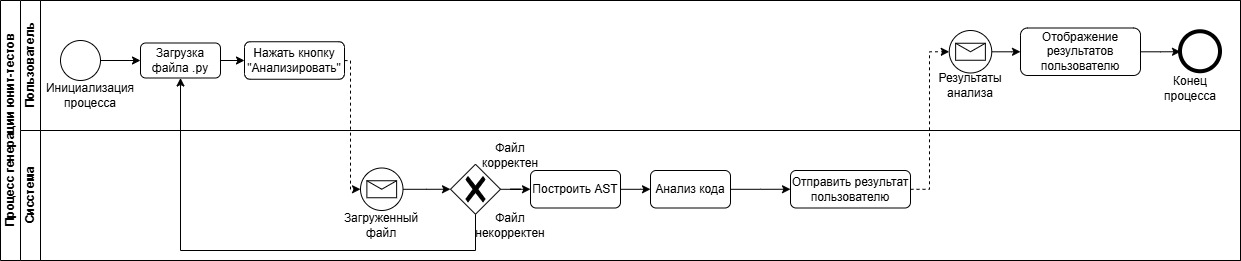 Процесс генерации юнит-тестов
Пользователь
Инициализация
процесса
Загрузка
файла .py
Нажать кнопку
"Анализировать"
Результаты
анализа
Отображение
результатов
пользователю
Конец
процесса
Сисстема
Загруженный
файл
Файл
корректен
Файл
некорректен
Построить AST
Анализ кода
Отправить результат
пользователю